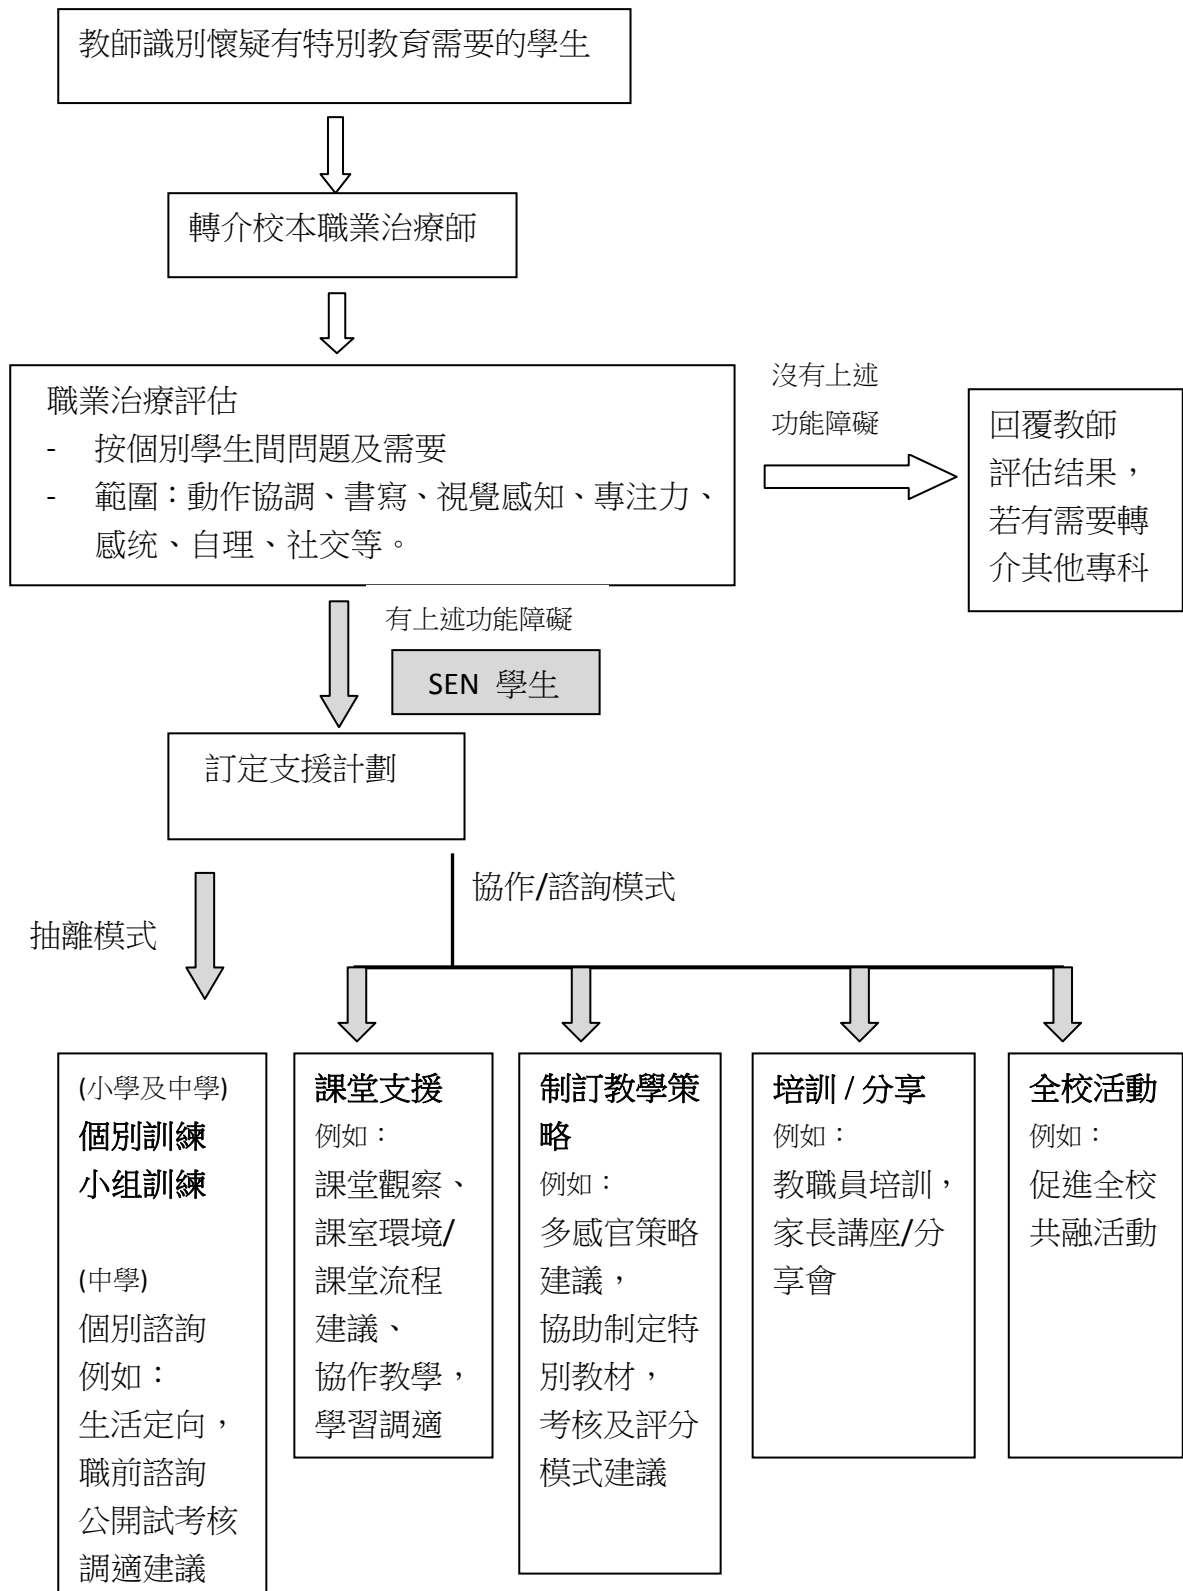 教師識別懷疑有特別教育需要的學生
轉介校本職業治療師
職業治療評估
- 按個別學生間問題及需要
- 範圍：動作協調、書寫、視覺感知、專注力、
感统、自理、社交等。
沒有上述
功能障礙
回覆教師
評估结果，
若有需要轉
介其他專科
有上述功能障礙
SEN 學生
訂定支援計劃
協作/諮詢模式
抽離模式
(小學及中學)
個別訓練
小组訓練
(中學)
個別諮詢
例如：
生活定向，
職前諮詢
公開試考核
調適建議
課堂支援
例如：
課堂觀察、
課室環境/
課堂流程
建議、
協作教學，
學習調適
制訂教學策
略
例如：
多感官策略
建議，
協助制定特
別教材，
考核及評分
模式建議
培訓 / 分享
例如：
教職員培訓，
家長講座/分
享會
全校活動
例如：
促進全校
共融活動